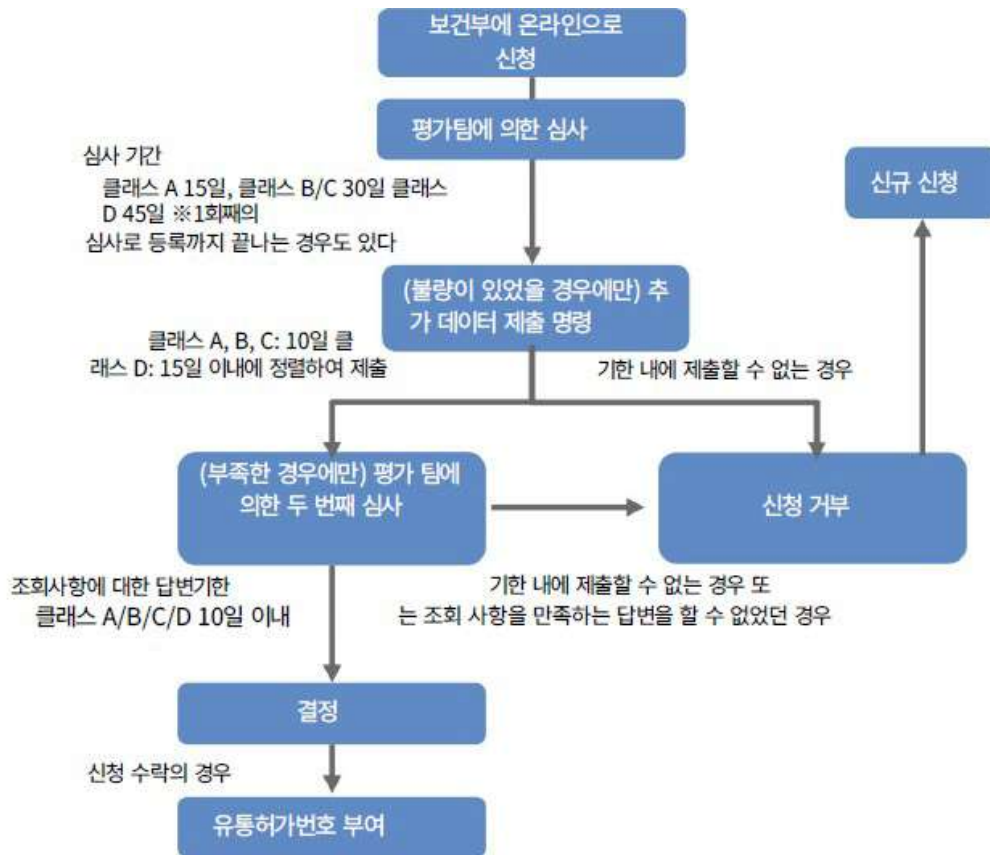 보건부에 온라인으로
신청
평가팀에 의한 심사
심사 기간
클래스 A 15일, 클래스 B/C 30일 클래스
D 45일 ※1회째의
심사로 등록까지 끝나는 경우도 있다
신규 신청
(불량이 있었을 경우에만) 추
가 데이터 제출 명령
클래스 A, B, C: 10일 클
래스 D: 15일 이내에 정렬하여 제출
기한 내에 제출할 수 없는 경우
(부족한 경우에만) 평가 팀에
의한 두 번째 심사
신청 거부
조회사항에 대한 답변기한
클래스 A/B/C/D 10일 이내
기한 내에 제출할 수 없는 경우 또
는 조회 사항을 만족하는 답변을 할 수 없었던 경우
결정
신청 수락의 경우
유통허가번호 부여